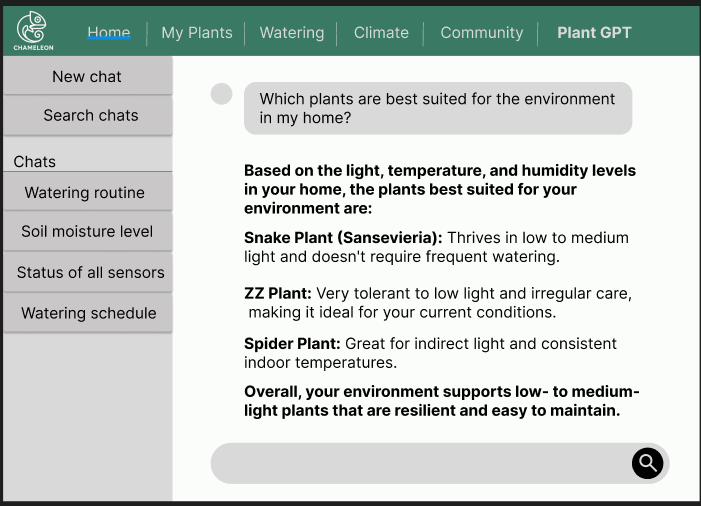 CHAMELEON
Home
My Plants
Watering
Climate
Community
Plant GPT
New chat
Search chats
Chats
Watering routine
Soil moisture level
Status of all sensors
Watering schedule
Which plants are best suited for the environment
in my home?
Based on the light, temperature, and humidity levels
in your home, the plants best suited for your
environment are:
Snake Plant (Sansevieria): Thrives in low to medium
light and doesn't require frequent watering.
ZZ Plant: Very tolerant to low light and irregular care,
making it ideal for your current conditions.
Spider Plant: Great for indirect light and consistent
indoor temperatures.
Overall, your environment supports low- to medium-
light plants that are resilient and easy to maintain.